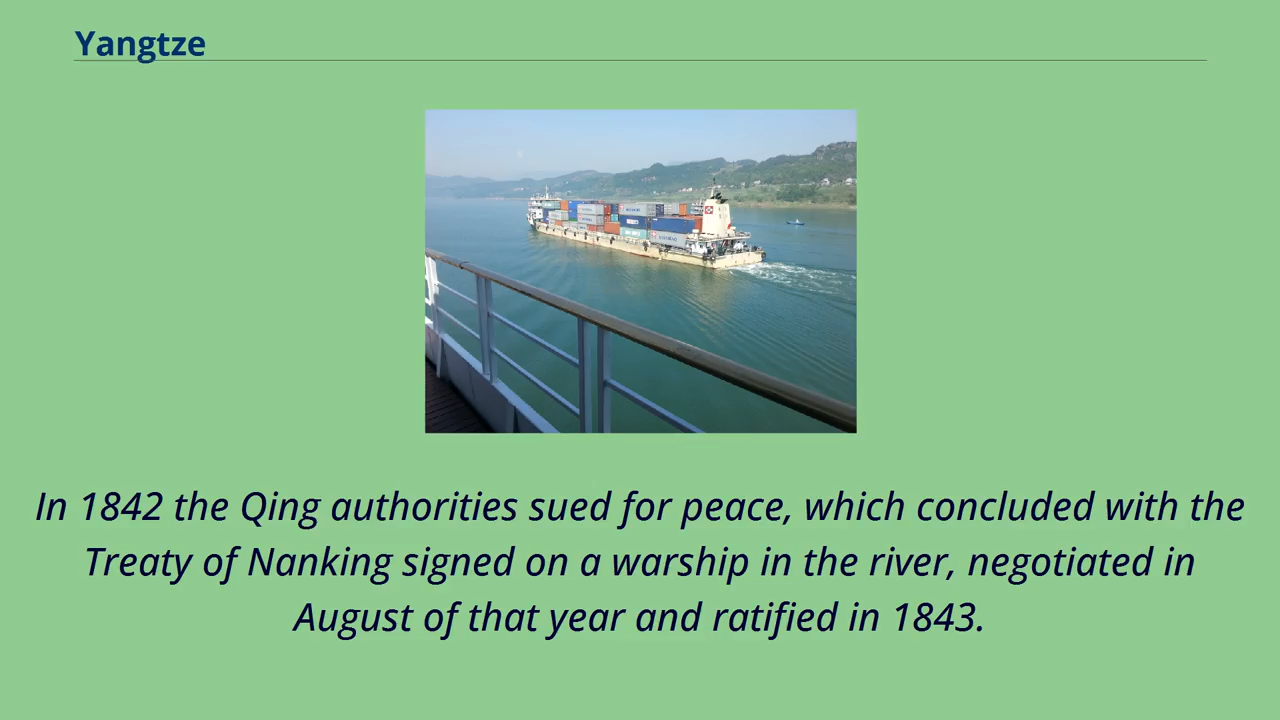 Yangtze
In 1842 the Qing authorities sued for peace, which concluded with the
Treaty of Nanking signed on a warship in the river, negotiated in
August of that year and ratified in 1843.